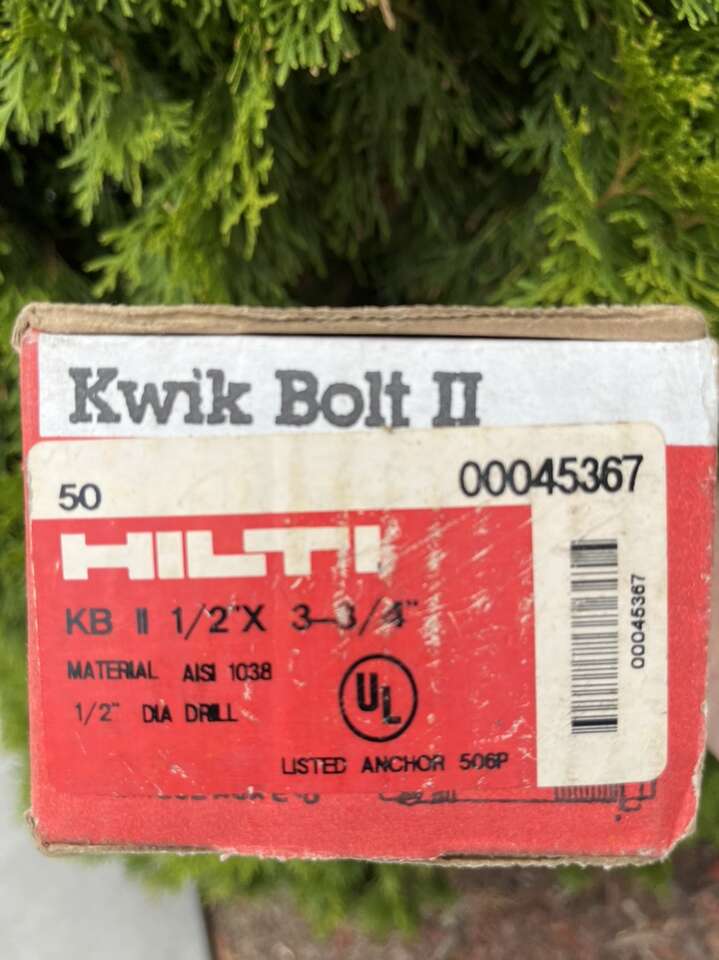 Kwik Bolt II
50
00045367
HILTI
KB II 1/2"X 3-3/4"
MATERIAL AISI 1038
1/2" DIA DRILL
UL
LISTED ANCHOR 506P
00045367